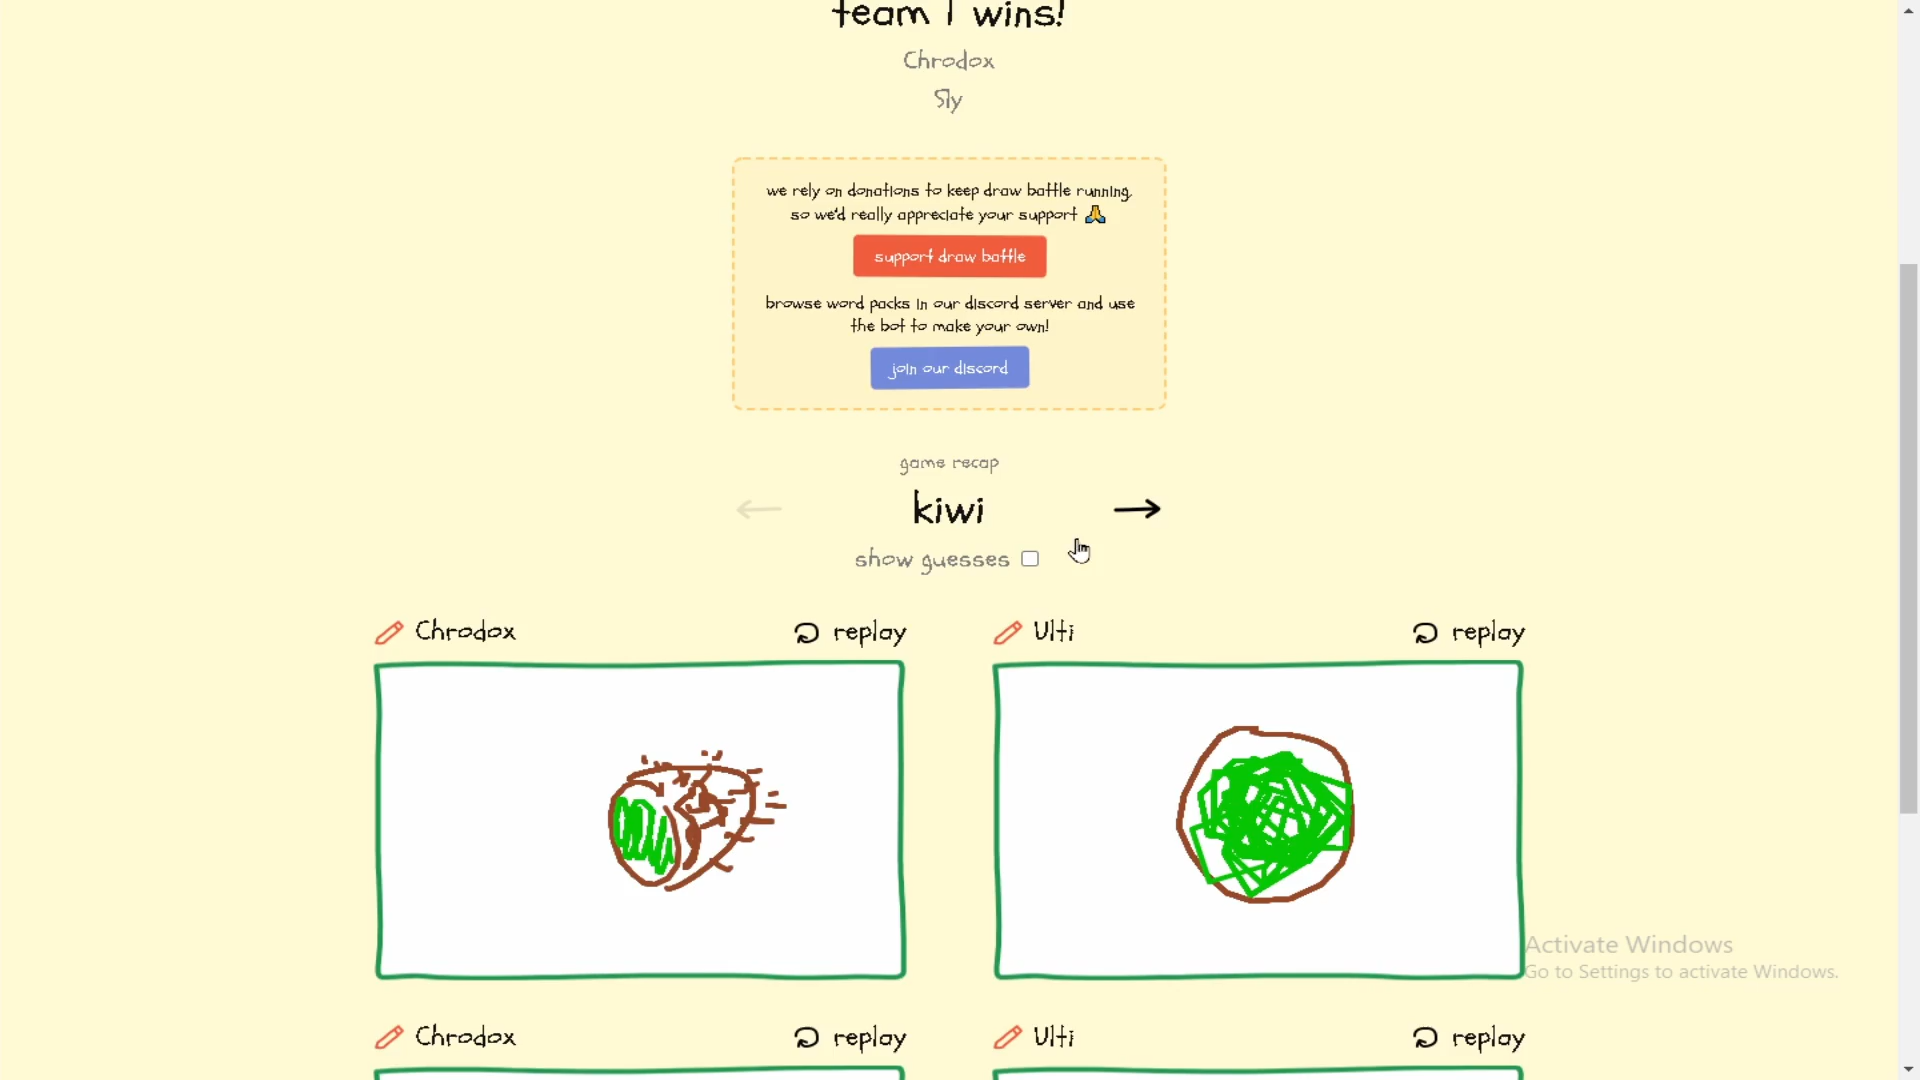 team 1 wins!
Chrodox
Sly
we rely on donations to keep draw battle running,
so we'd really appreciate your support 🙏
support draw battle
browse word packs in our discord server and use
the bot to make your own!
join our discord
game recap
kiwi
show guesses
Chrodox replay
Ulti replay
Activate Windows
Go to Settings to activate Windows.
Chrodox replay
Ulti replay